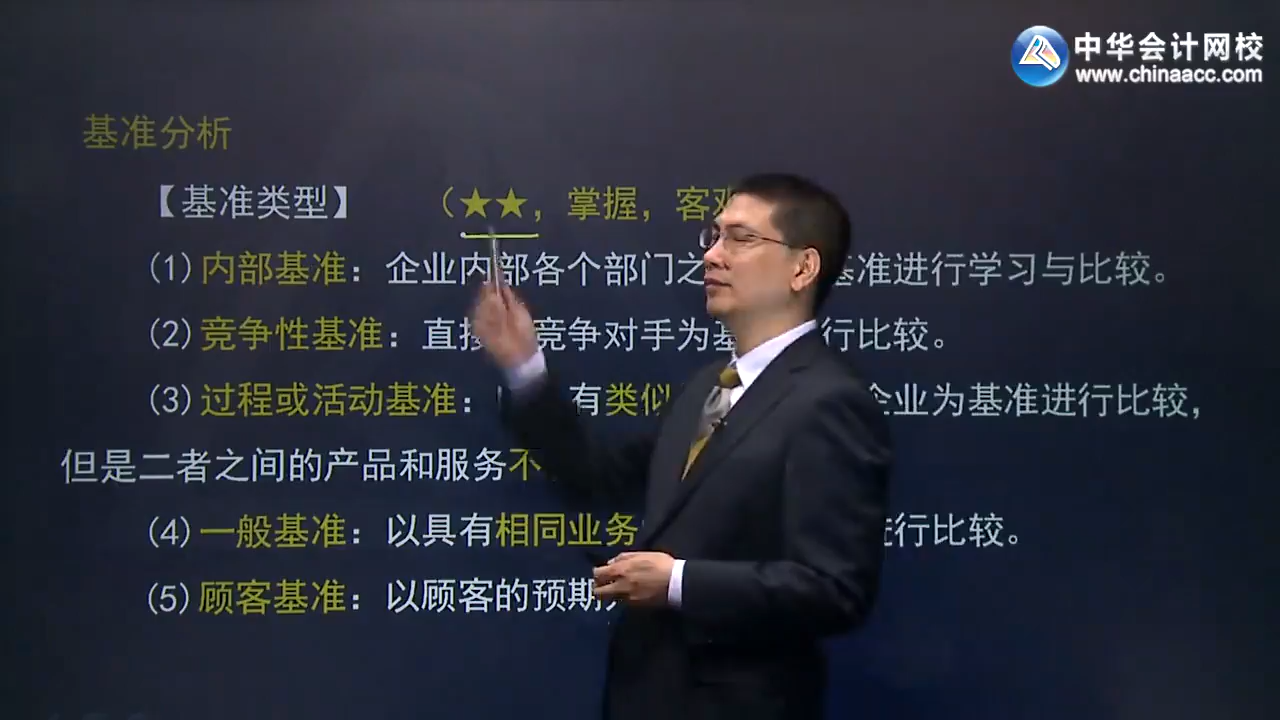 中华会计网校
www.chinaacc.com
基准分析
【基准类型】 （★★，掌握，客
(1)内部基准：企业内部各个部门之 准进行学习与比较。
(2)竞争性基准：直 竞争对手为 行比较。
(3)过程或活动基准： 有类似 企业为基准进行比较，
但是二者之间的产品和服务不
(4)一般基准：以具有相同业务 行比较。
(5)顾客基准：以顾客的预期